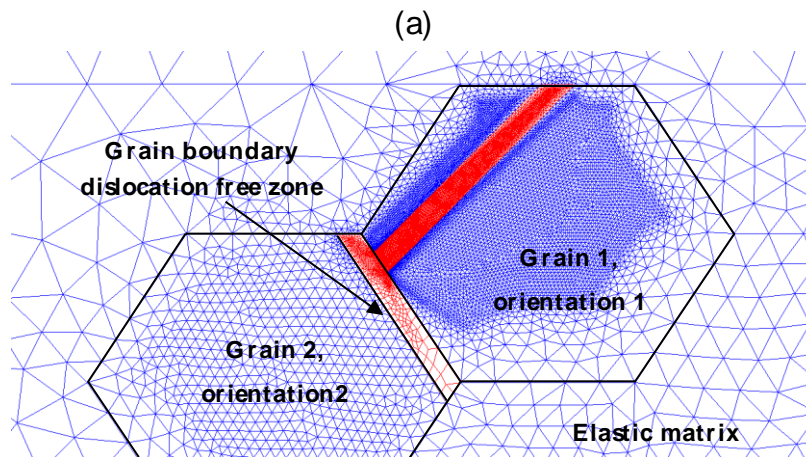 (a)
Grain boundary
dislocation free zone
Grain 1,
orientation 1
Grain 2,
orientation2
Elastic matrix